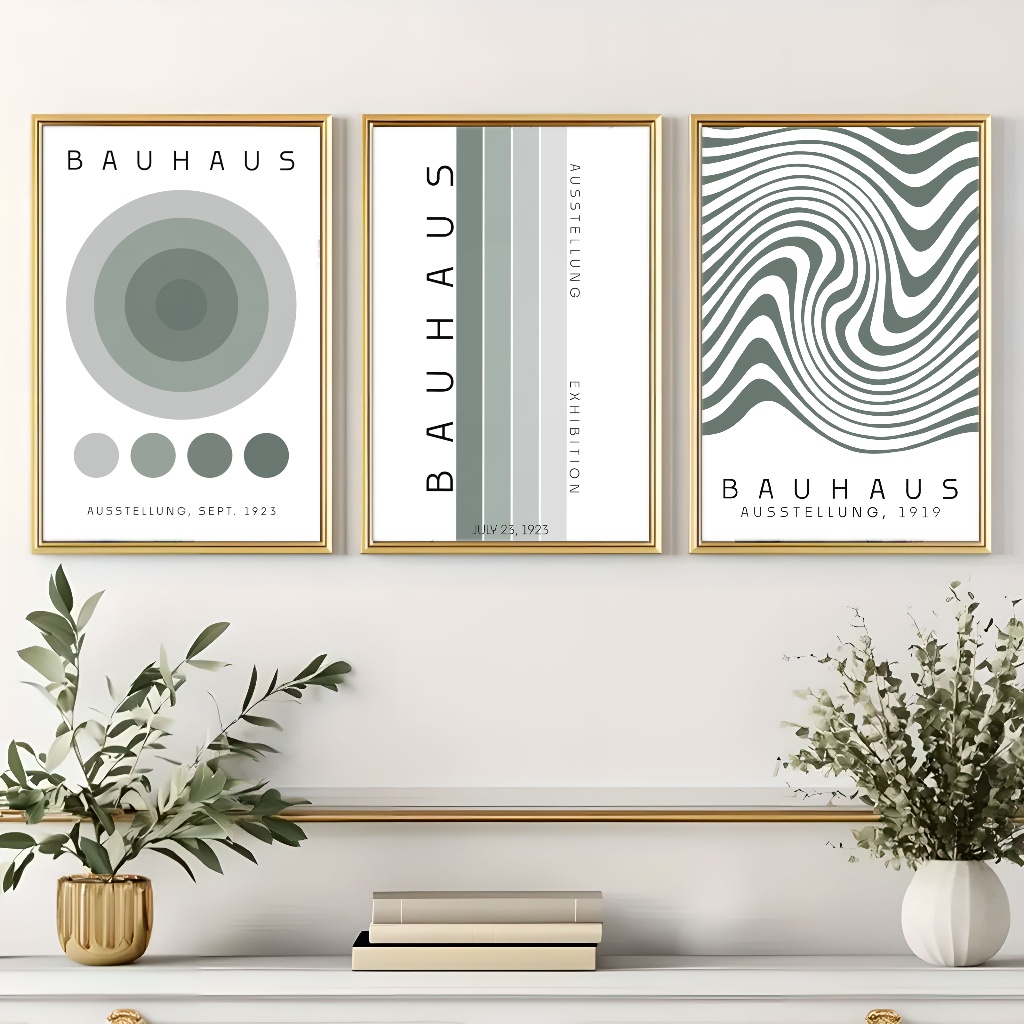 BAUHAUS
AUSSTELLUNG, SEPT. 1923
BAUHAUS
AUSSTELLUNG
EXHIBITION
JULY 23, 1923
BAUHAUS
AUSSTELLUNG, 1919